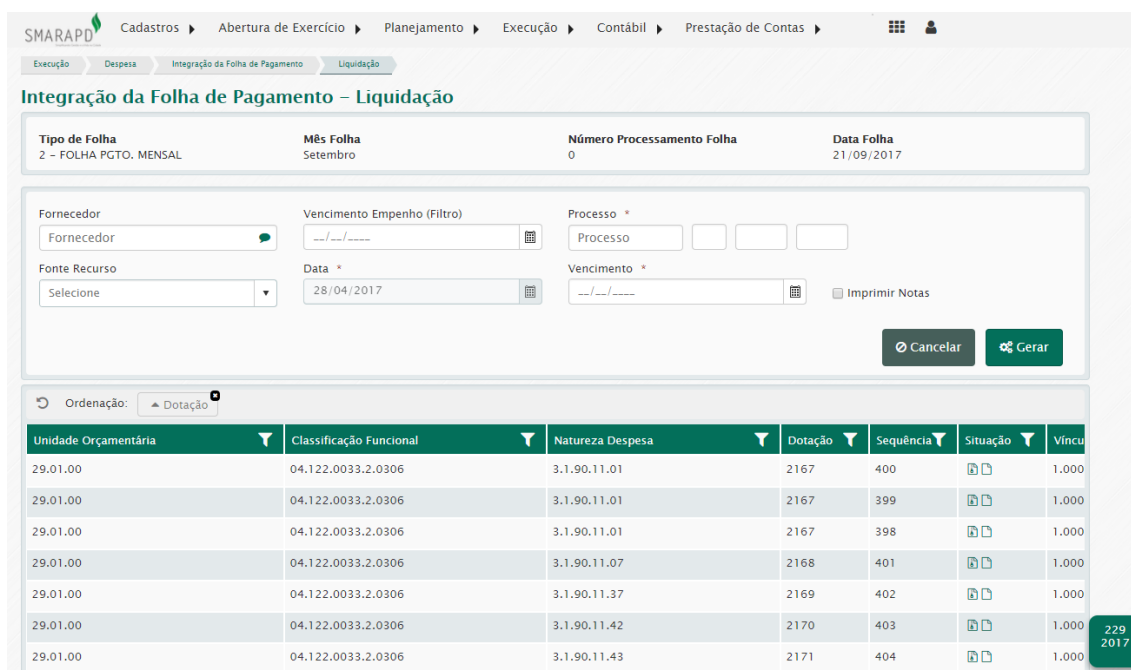 SMARAPD Cadastros Abertura de Exercício Planejamento Execução Contábil Prestação de Contas
Execução Despesa Integração da Folha de Pagamento Liquidação
Integração da Folha de Pagamento – Liquidação
Tipo de Folha Mês Folha Número Processamento Folha Data Folha
2 – FOLHA PGTO. MENSAL Setembro 0 21/09/2017
Fornecedor Vencimento Empenho (Filtro) Processo *
Fornecedor __/__/____ Processo
Fonte Recurso Data * Vencimento *
Selecione 28/04/2017 __/__/____ Imprimir Notas
Cancelar Gerar
Ordenação: Dotação
Unidade Orçamentária Classificação Funcional Natureza Despesa Dotação Sequência Situação Víncu
29.01.00 04.122.0033.2.0306 3.1.90.11.01 2167 400 1.000
29.01.00 04.122.0033.2.0306 3.1.90.11.01 2167 399 1.000
29.01.00 04.122.0033.2.0306 3.1.90.11.01 2167 398 1.000
29.01.00 04.122.0033.2.0306 3.1.90.11.07 2168 401 1.000
29.01.00 04.122.0033.2.0306 3.1.90.11.37 2169 402 1.000
29.01.00 04.122.0033.2.0306 3.1.90.11.42 2170 403 1.000
29.01.00 04.122.0033.2.0306 3.1.90.11.43 2171 404 1.000
229
2017